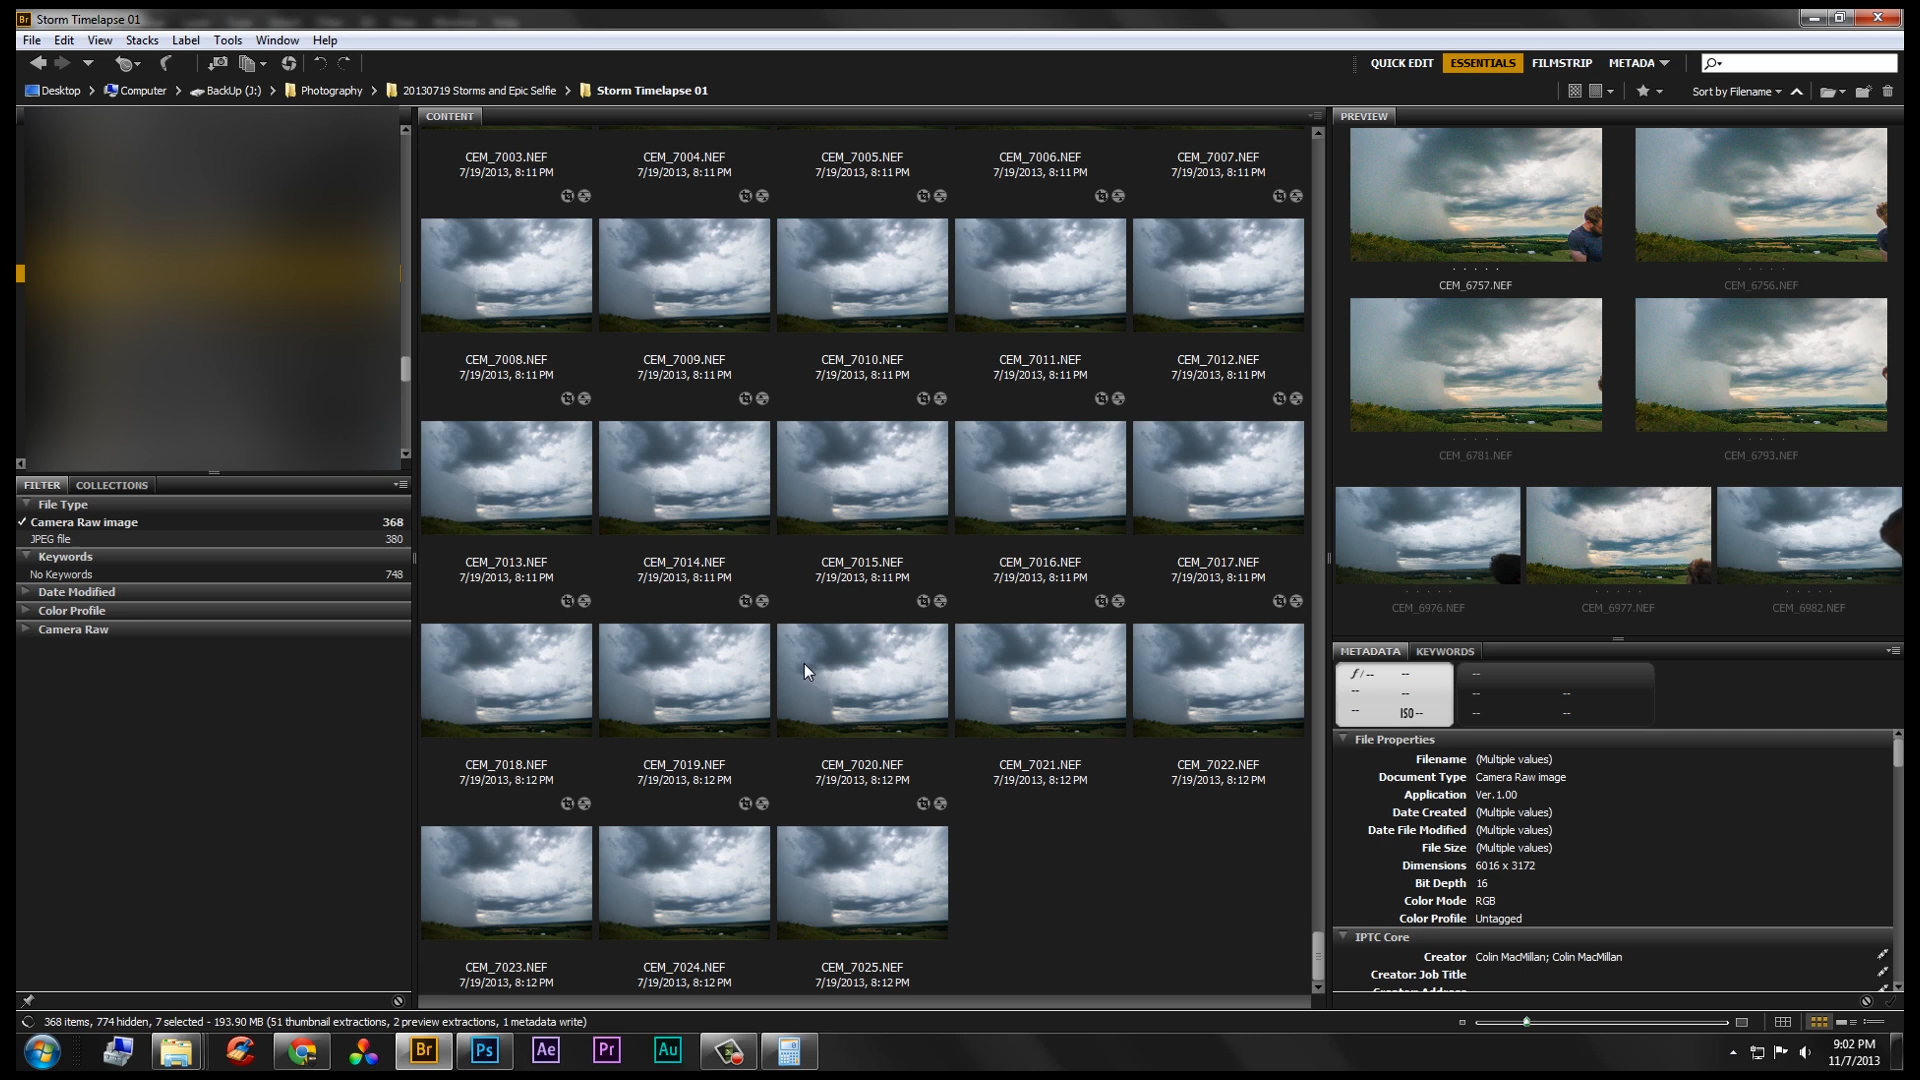 Br Storm Timelapse 01
File Edit View Stacks Label Tools Window Help
QUICK EDIT ESSENTIALS FILMSTRIP METADA
Desktop Computer BackUp (J:) Photography 20130719 Storms and Epic Selfie Storm Timelapse 01 Sort by Filename
CONTENT
CEM_7003.NEF CEM_7004.NEF CEM_7005.NEF CEM_7006.NEF CEM_7007.NEF
7/19/2013, 8:11 PM 7/19/2013, 8:11 PM 7/19/2013, 8:11 PM 7/19/2013, 8:11 PM 7/19/2013, 8:11 PM
CEM_7008.NEF CEM_7009.NEF CEM_7010.NEF CEM_7011.NEF CEM_7012.NEF
7/19/2013, 8:11 PM 7/19/2013, 8:11 PM 7/19/2013, 8:11 PM 7/19/2013, 8:11 PM 7/19/2013, 8:11 PM
CEM_7013.NEF CEM_7014.NEF CEM_7015.NEF CEM_7016.NEF CEM_7017.NEF
7/19/2013, 8:11 PM 7/19/2013, 8:11 PM 7/19/2013, 8:11 PM 7/19/2013, 8:11 PM 7/19/2013, 8:11 PM
CEM_7018.NEF CEM_7019.NEF CEM_7020.NEF CEM_7021.NEF CEM_7022.NEF
7/19/2013, 8:12 PM 7/19/2013, 8:12 PM 7/19/2013, 8:12 PM 7/19/2013, 8:12 PM 7/19/2013, 8:12 PM
CEM_7023.NEF CEM_7024.NEF CEM_7025.NEF
7/19/2013, 8:12 PM 7/19/2013, 8:12 PM 7/19/2013, 8:12 PM
FILTER COLLECTIONS
File Type
Camera Raw image 368
JPEG file 380
Keywords
No Keywords 748
Date Modified
Color Profile
Camera Raw
PREVIEW
CEM_6757.NEF CEM_6756.NEF
CEM_6781.NEF CEM_6793.NEF
CEM_6976.NEF CEM_6977.NEF CEM_6982.NEF
METADATA KEYWORDS
f/-- -- --
-- -- -- --
-- ISO-- -- --
File Properties
Filename (Multiple values)
Document Type Camera Raw image
Application Ver.1.00
Date Created (Multiple values)
Date File Modified (Multiple values)
File Size (Multiple values)
Dimensions 6016 x 3172
Bit Depth 16
Color Mode RGB
Color Profile Untagged
IPTC Core
Creator Colin MacMillan; Colin MacMillan
Creator: Job Title
Creator: Address
368 items, 774 hidden, 7 selected - 193.90 MB (51 thumbnail extractions, 2 preview extractions, 1 metadata write)
Br Ps Ae Pr Au
9:02 PM
11/7/2013